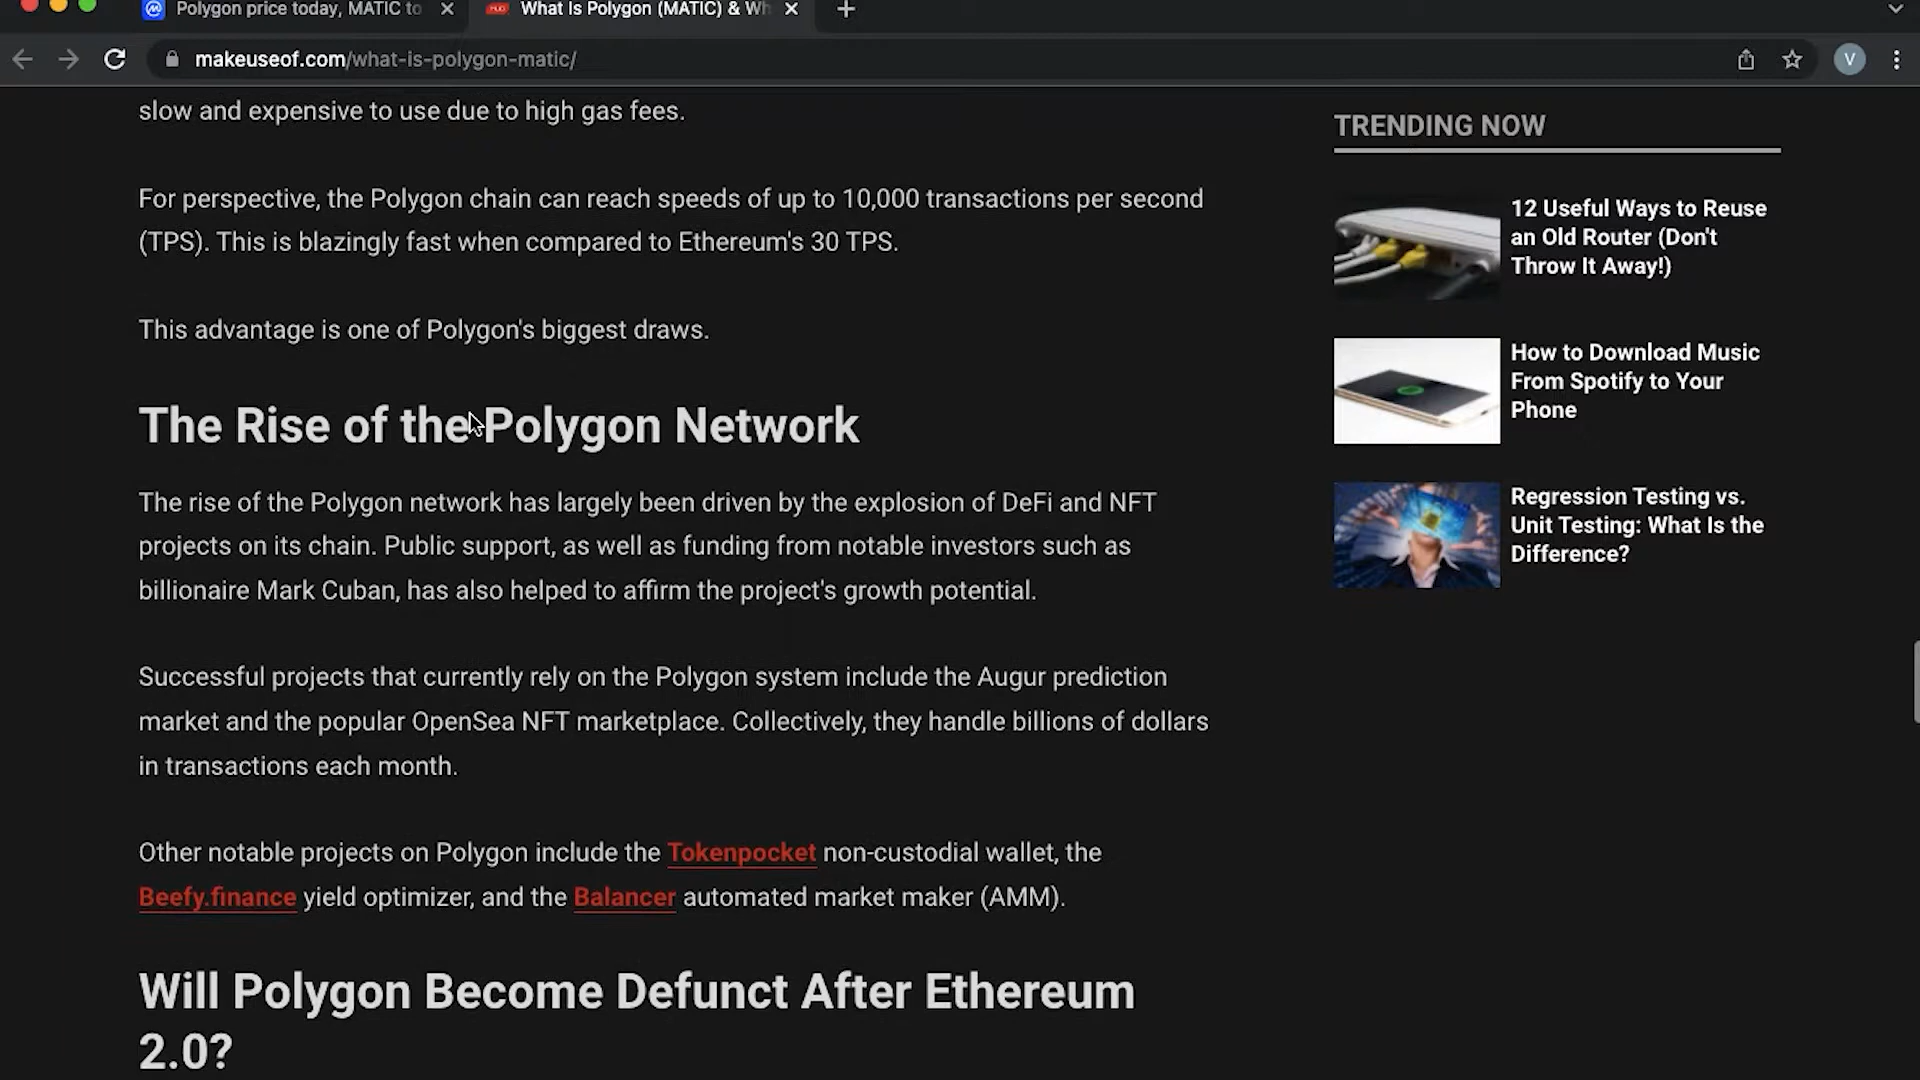 Polygon price today, MATIC to
What Is Polygon (MATIC) & Wh
makeuseof.com/what-is-polygon-matic/
V
slow and expensive to use due to high gas fees.
For perspective, the Polygon chain can reach speeds of up to 10,000 transactions per second
(TPS). This is blazingly fast when compared to Ethereum's 30 TPS.
This advantage is one of Polygon's biggest draws.
The Rise of the Polygon Network
The rise of the Polygon network has largely been driven by the explosion of DeFi and NFT
projects on its chain. Public support, as well as funding from notable investors such as
billionaire Mark Cuban, has also helped to affirm the project's growth potential.
Successful projects that currently rely on the Polygon system include the Augur prediction
market and the popular OpenSea NFT marketplace. Collectively, they handle billions of dollars
in transactions each month.
Other notable projects on Polygon include the Tokenpocket non-custodial wallet, the
Beefy.finance yield optimizer, and the Balancer automated market maker (AMM).
Will Polygon Become Defunct After Ethereum
2.0?
TRENDING NOW
12 Useful Ways to Reuse
an Old Router (Don't
Throw It Away!)
How to Download Music
From Spotify to Your
Phone
Regression Testing vs.
Unit Testing: What Is the
Difference?